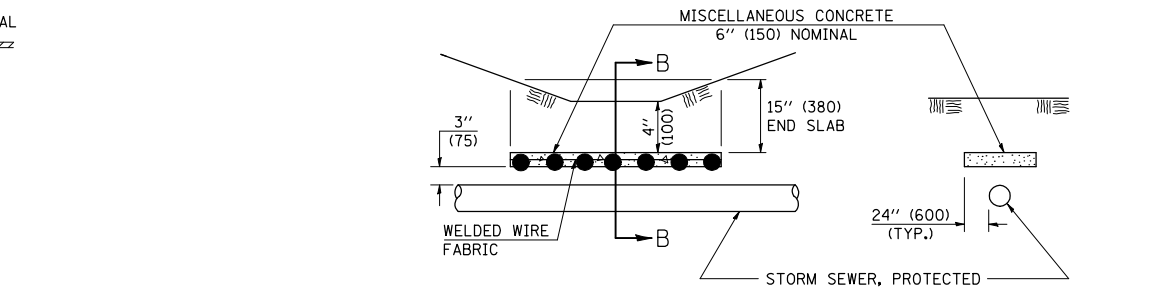 AL
MISCELLANEOUS CONCRETE
6'' (150) NOMINAL
B
15'' (380)
END SLAB
4''
(100)
3''
(75)
24'' (600)
(TYP.)
WELDED WIRE
FABRIC
B
STORM SEWER, PROTECTED